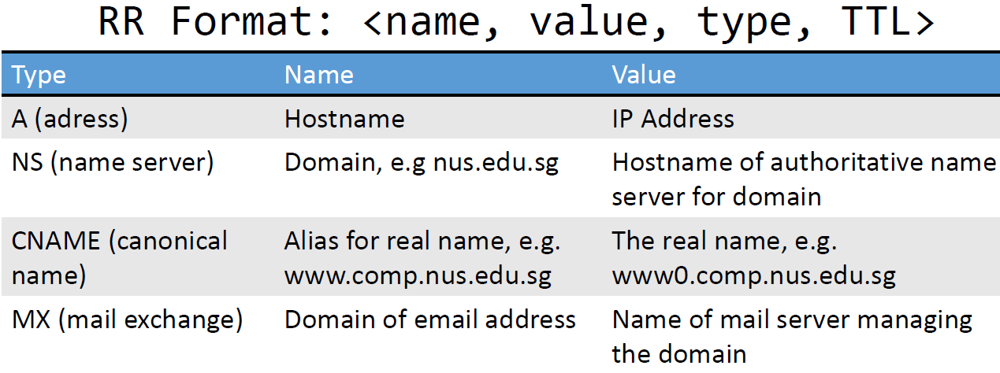 RR Format: <name, value, type, TTL>
Type Name Value
A (adress) Hostname IP Address
NS (name server) Domain, e.g nus.edu.sg Hostname of authoritative name
server for domain
CNAME (canonical Alias for real name, e.g. The real name, e.g.
name) www.comp.nus.edu.sg www0.comp.nus.edu.sg
MX (mail exchange) Domain of email address Name of mail server managing
the domain